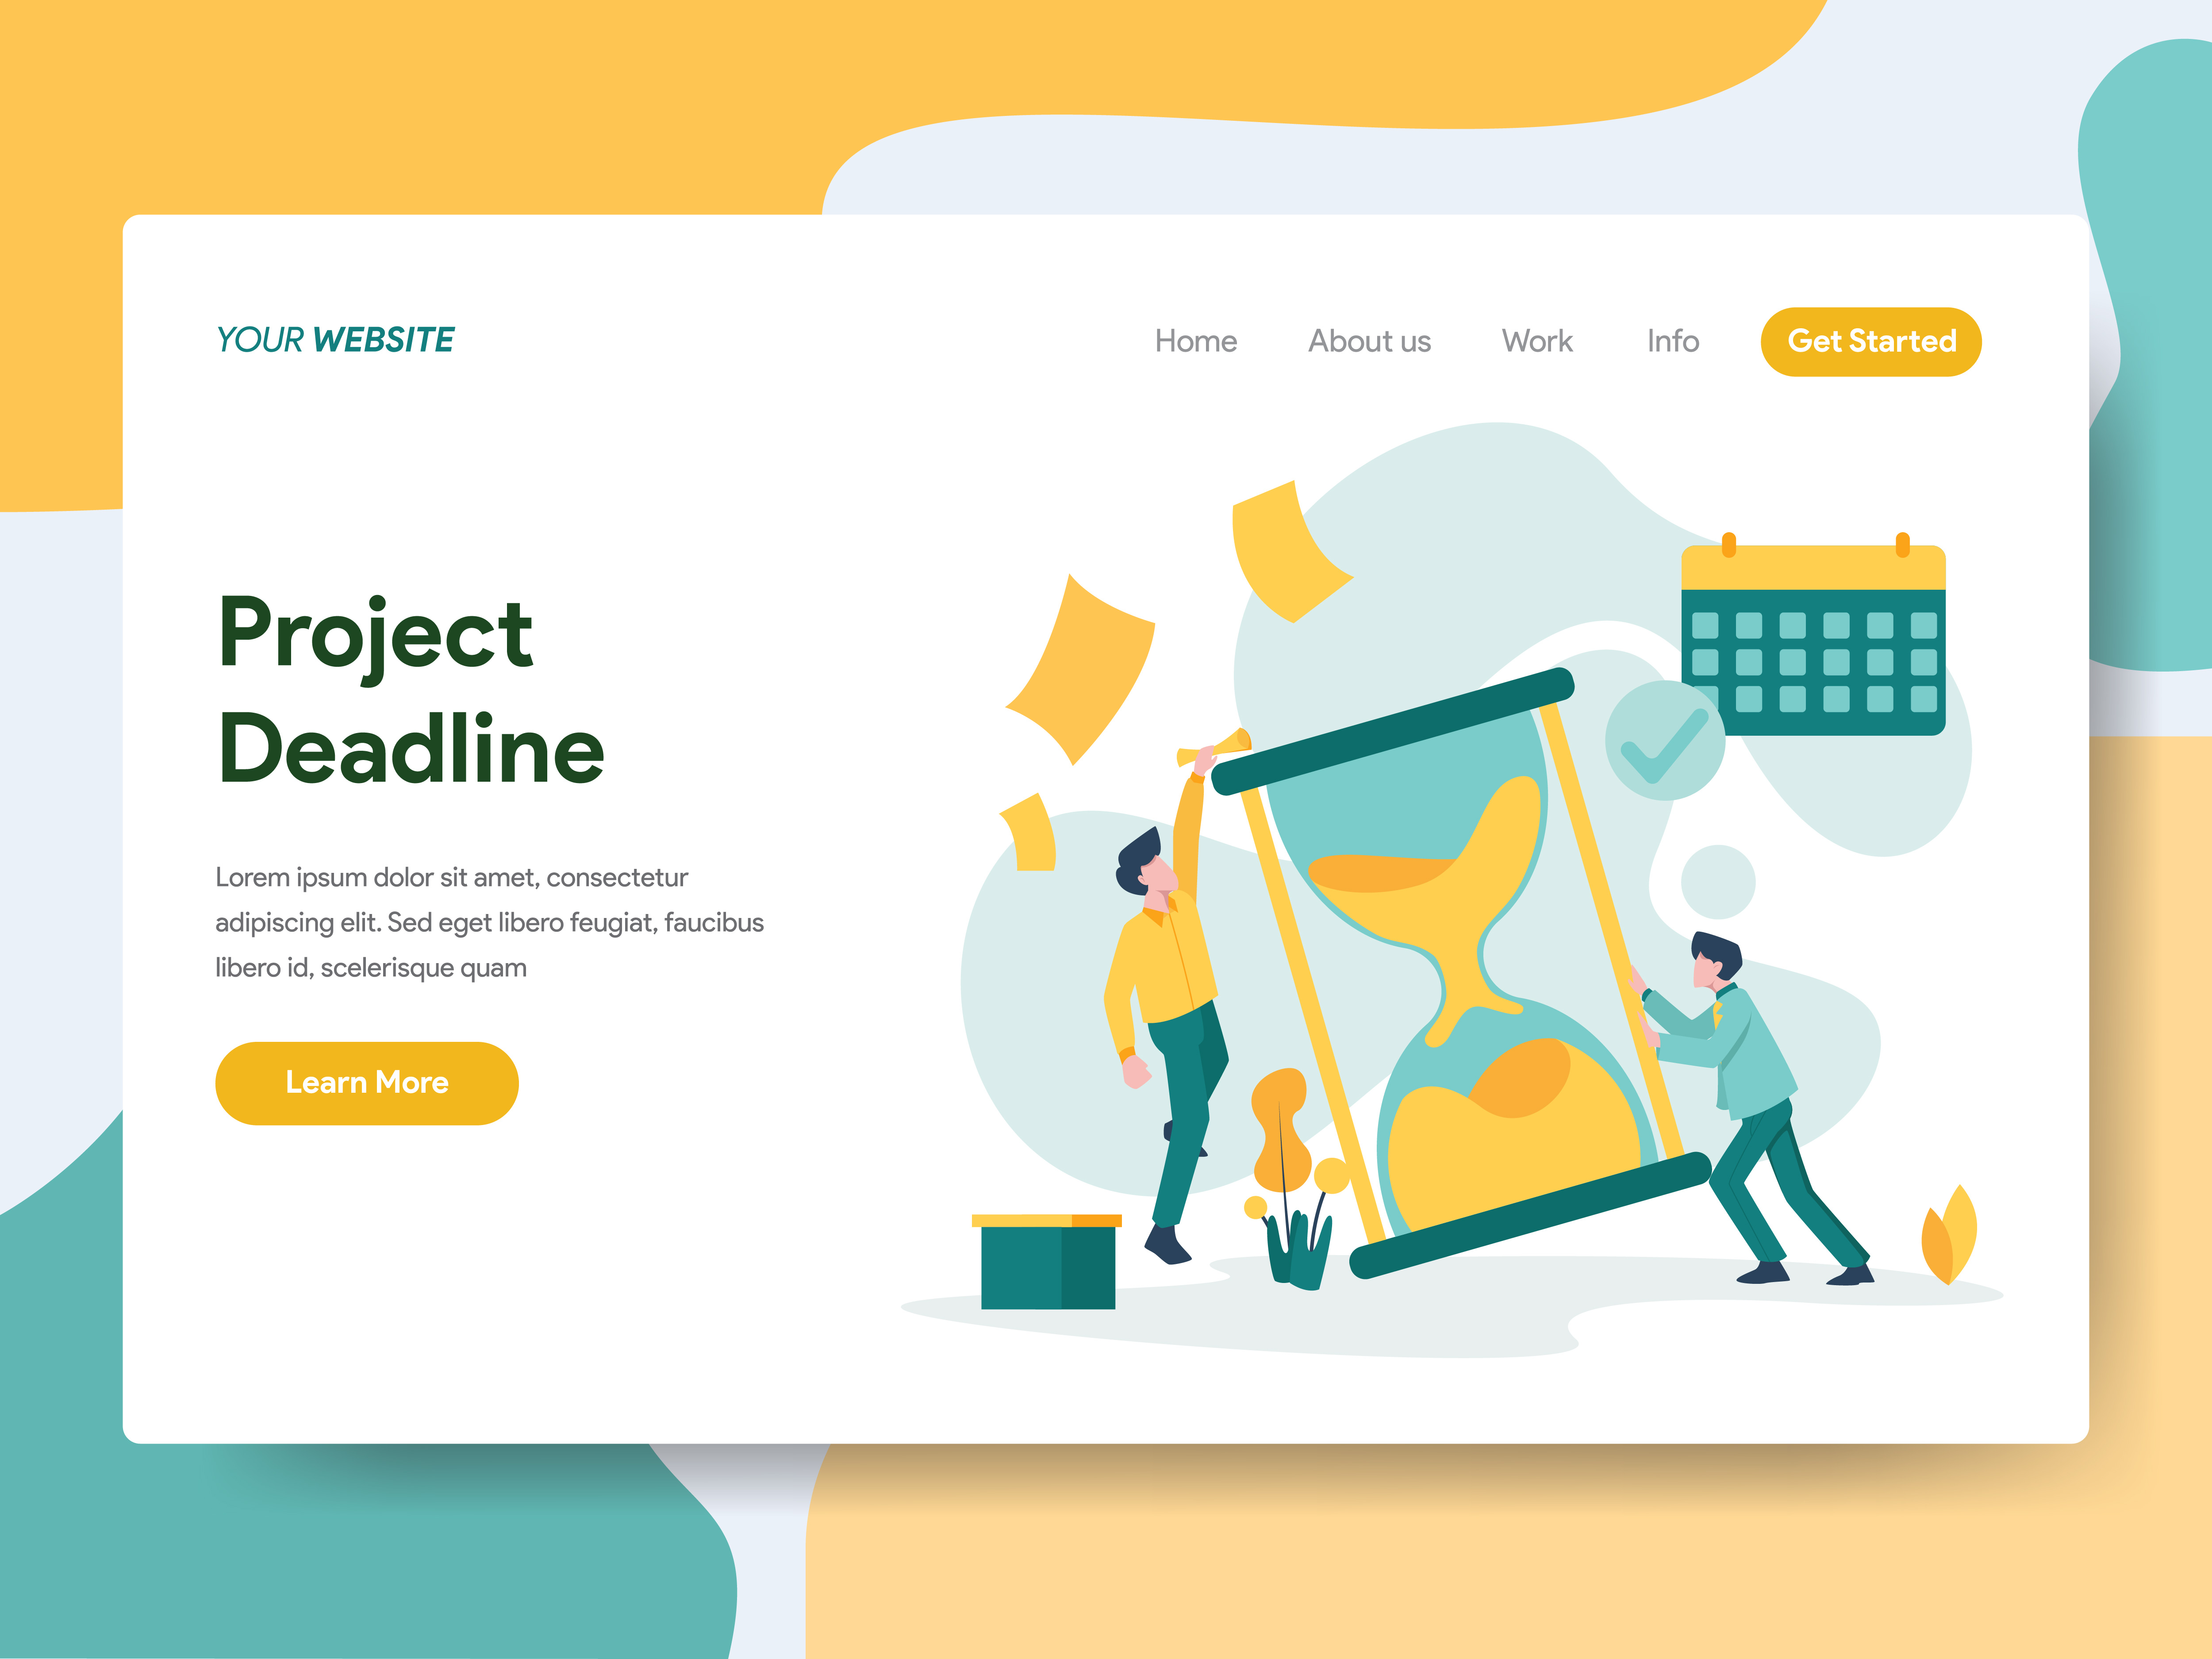 YOUR WEBSITE
Home About us Work Info Get Started
Project
Deadline
Lorem ipsum dolor sit amet, consectetur
adipiscing elit. Sed eget libero feugiat, faucibus
libero id, scelerisque quam
Learn More